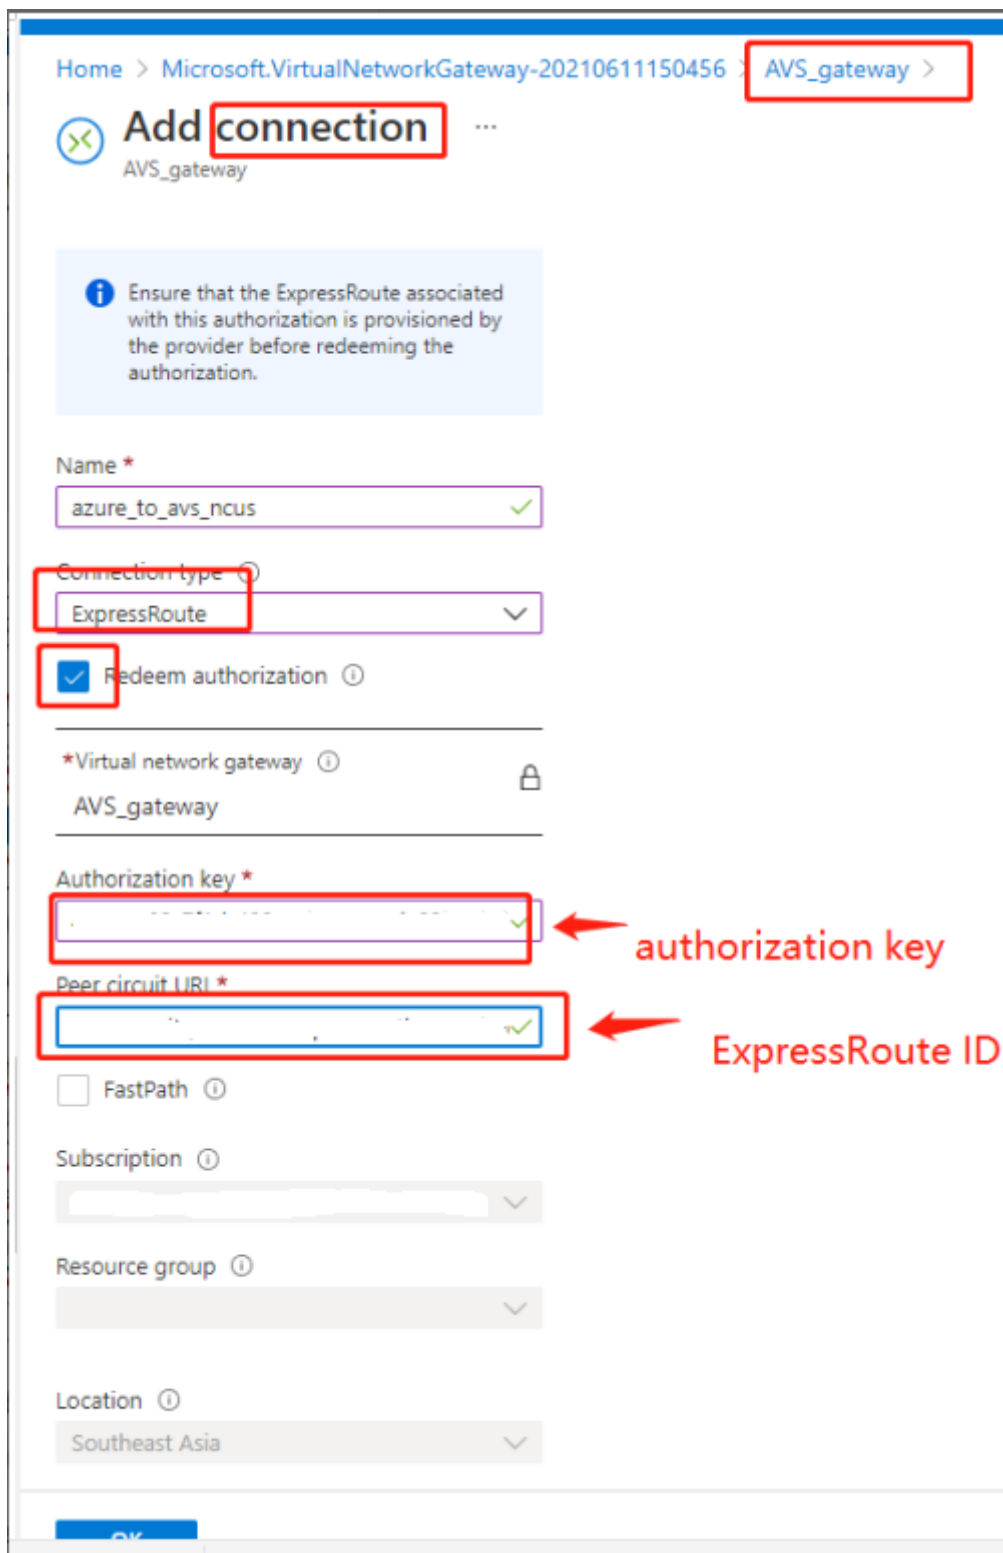 Home > Microsoft.VirtualNetworkGateway-20210611150456 > AVS_gateway >
Add connection ...
AVS_gateway
Ensure that the ExpressRoute associated
with this authorization is provisioned by
the provider before redeeming the
authorization.
Name *
azure_to_avs_ncus
Connection type
ExpressRoute
Redeem authorization
*Virtual network gateway
AVS_gateway
Authorization key *
authorization key
Peer circuit URI *
ExpressRoute ID
FastPath
Subscription
Resource group
Location
Southeast Asia
OK